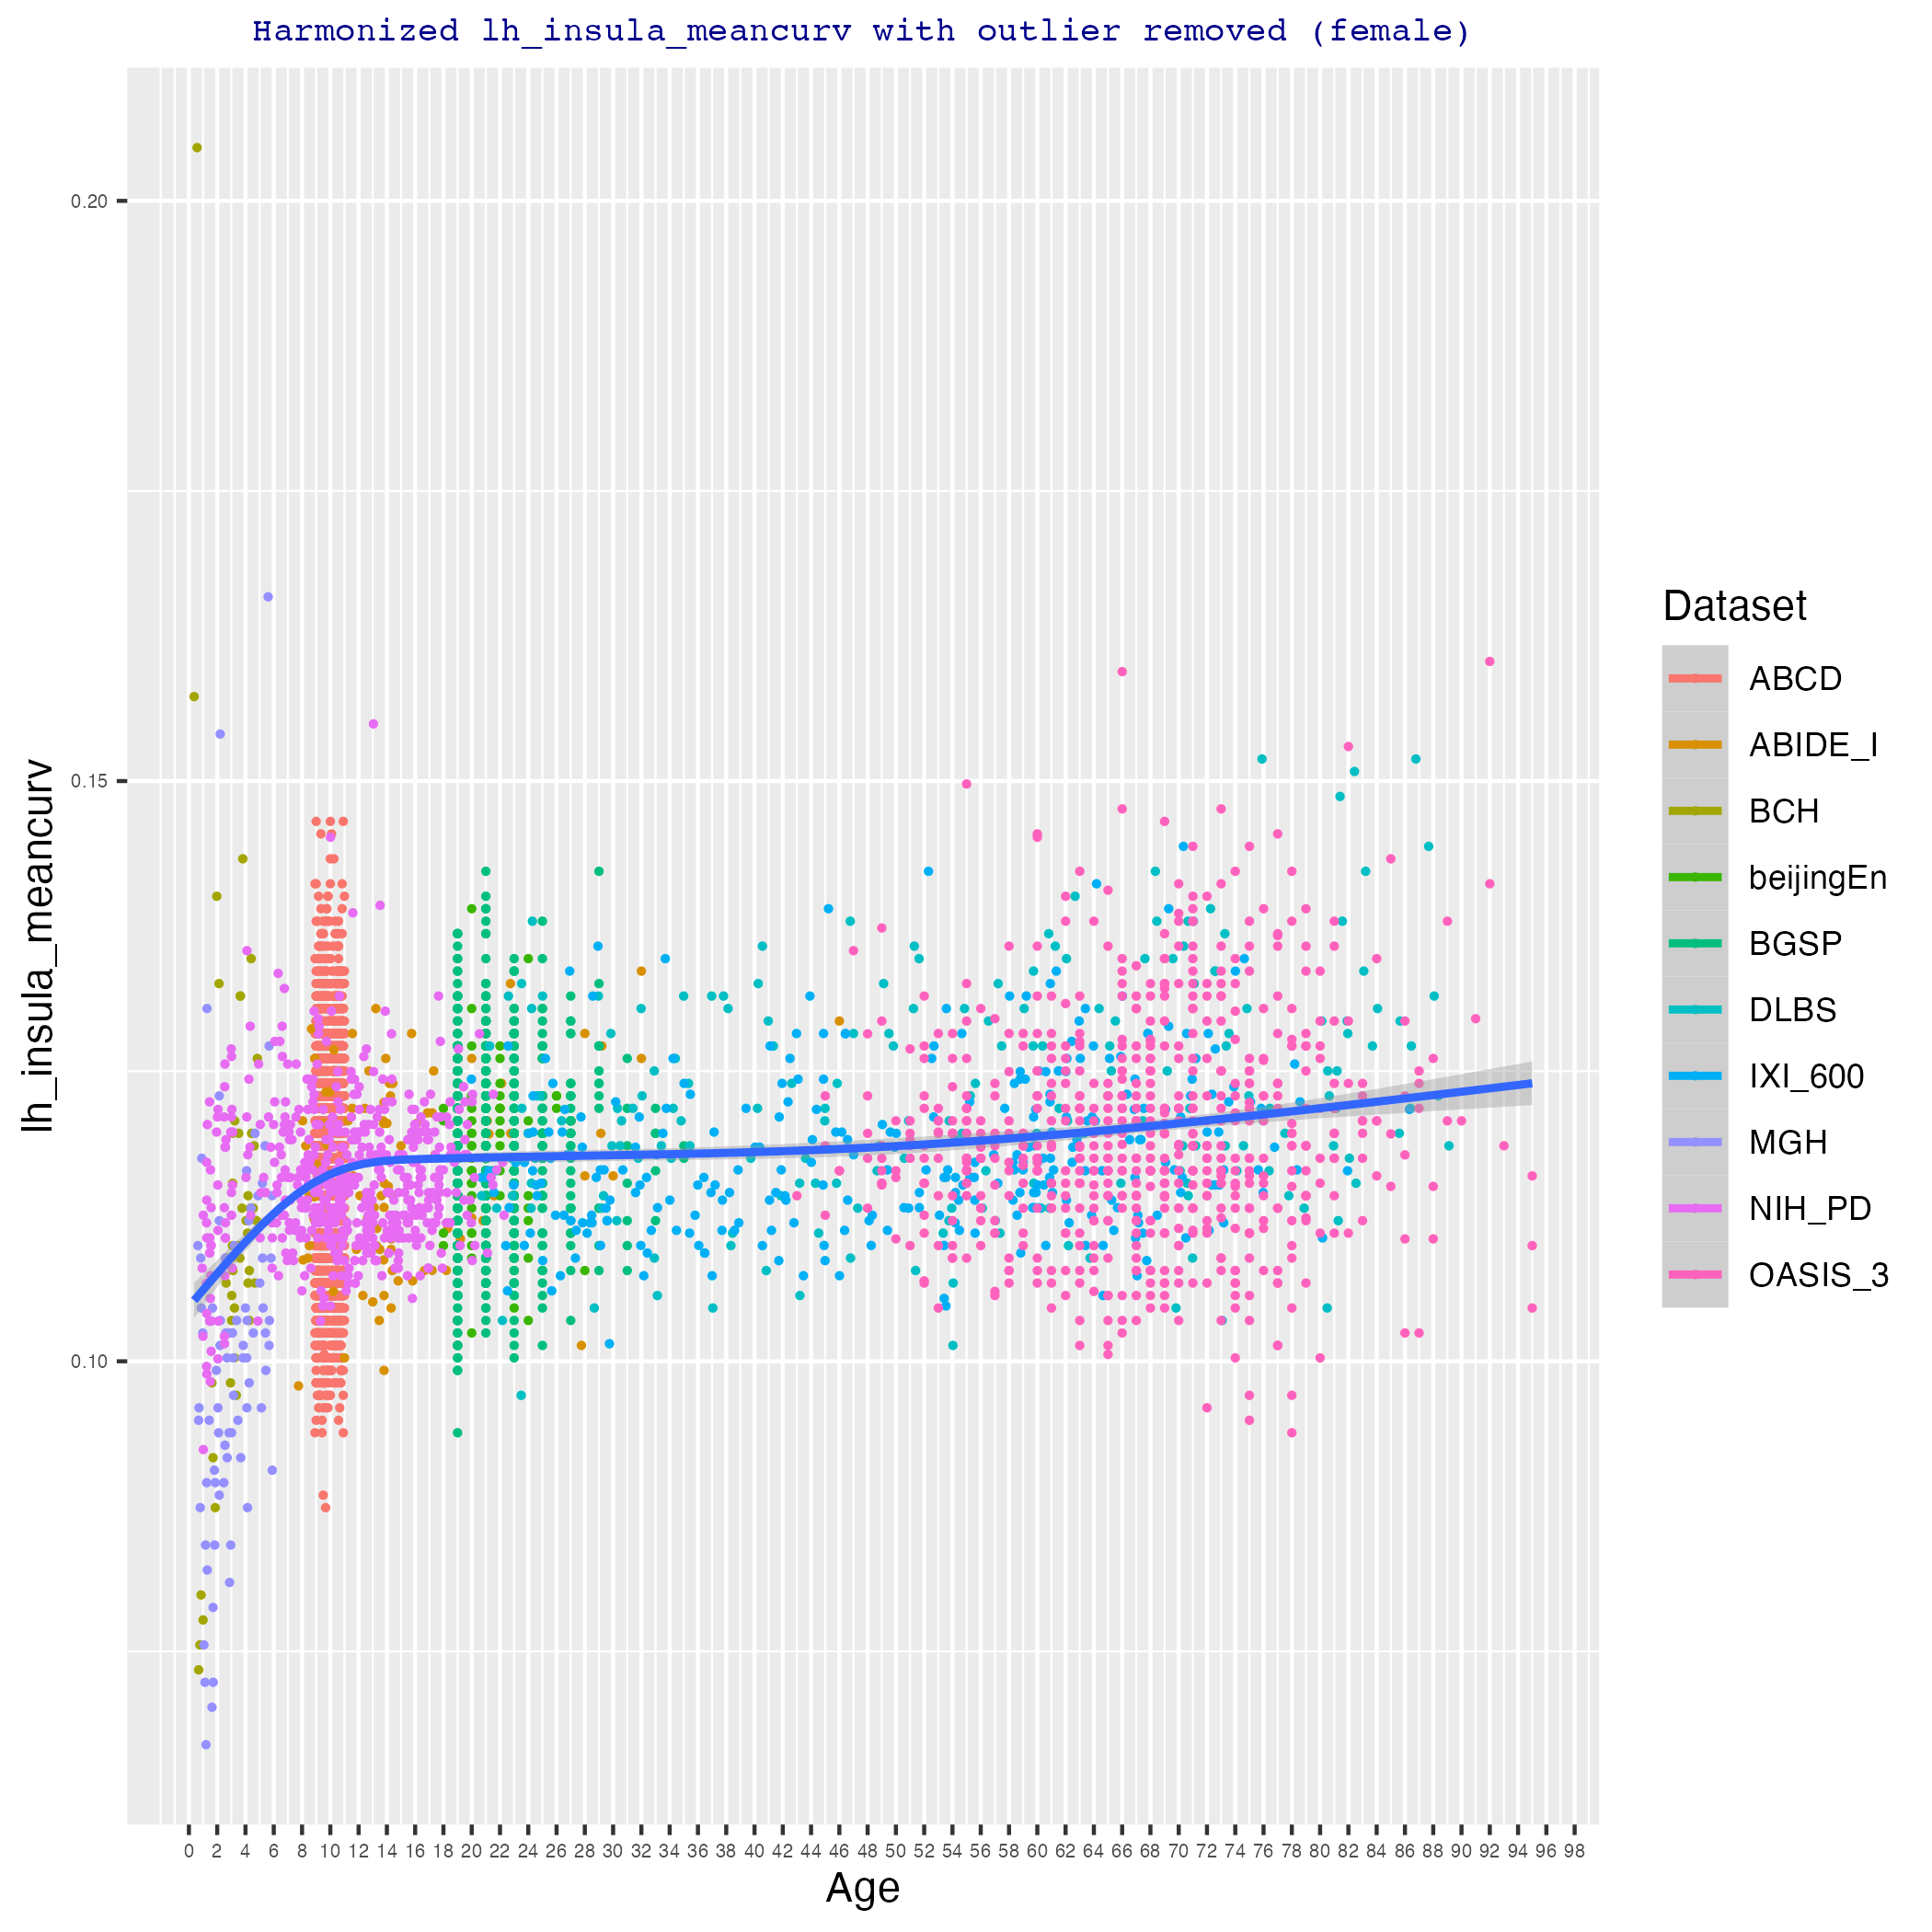 Harmonized lh_insula_meancurv with outlier removed (female)
0.20
0.15
0.10
lh_insula_meancurv
0 2 4 6 8 10 12 14 16 18 20 22 24 26 28 30 32 34 36 38 40 42 44 46 48 50 52 54 56 58 60 62 64 66 68 70 72 74 76 78 80 82 84 86 88 90 92 94 96 98
Age
Dataset
ABCD
ABIDE_I
BCH
beijingEn
BGSP
DLBS
IXI_600
MGH
NIH_PD
OASIS_3